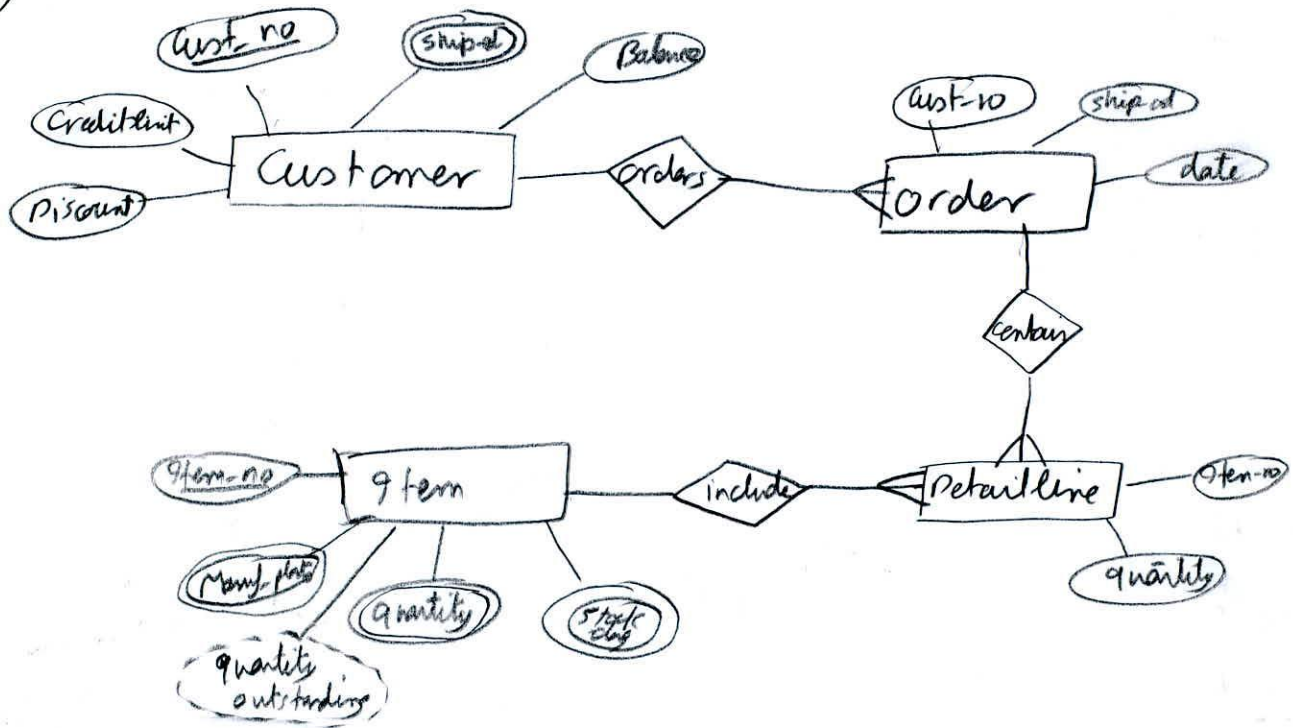 Cust_no
ship-ad
Balance
Creditlimit
Discount
Customer
orders
cust-no
ship-ad
date
order
contain
Item-no
Item
include
Detailline
Item-no
quantity
Manuf_plant
quantity
quantity
outstanding